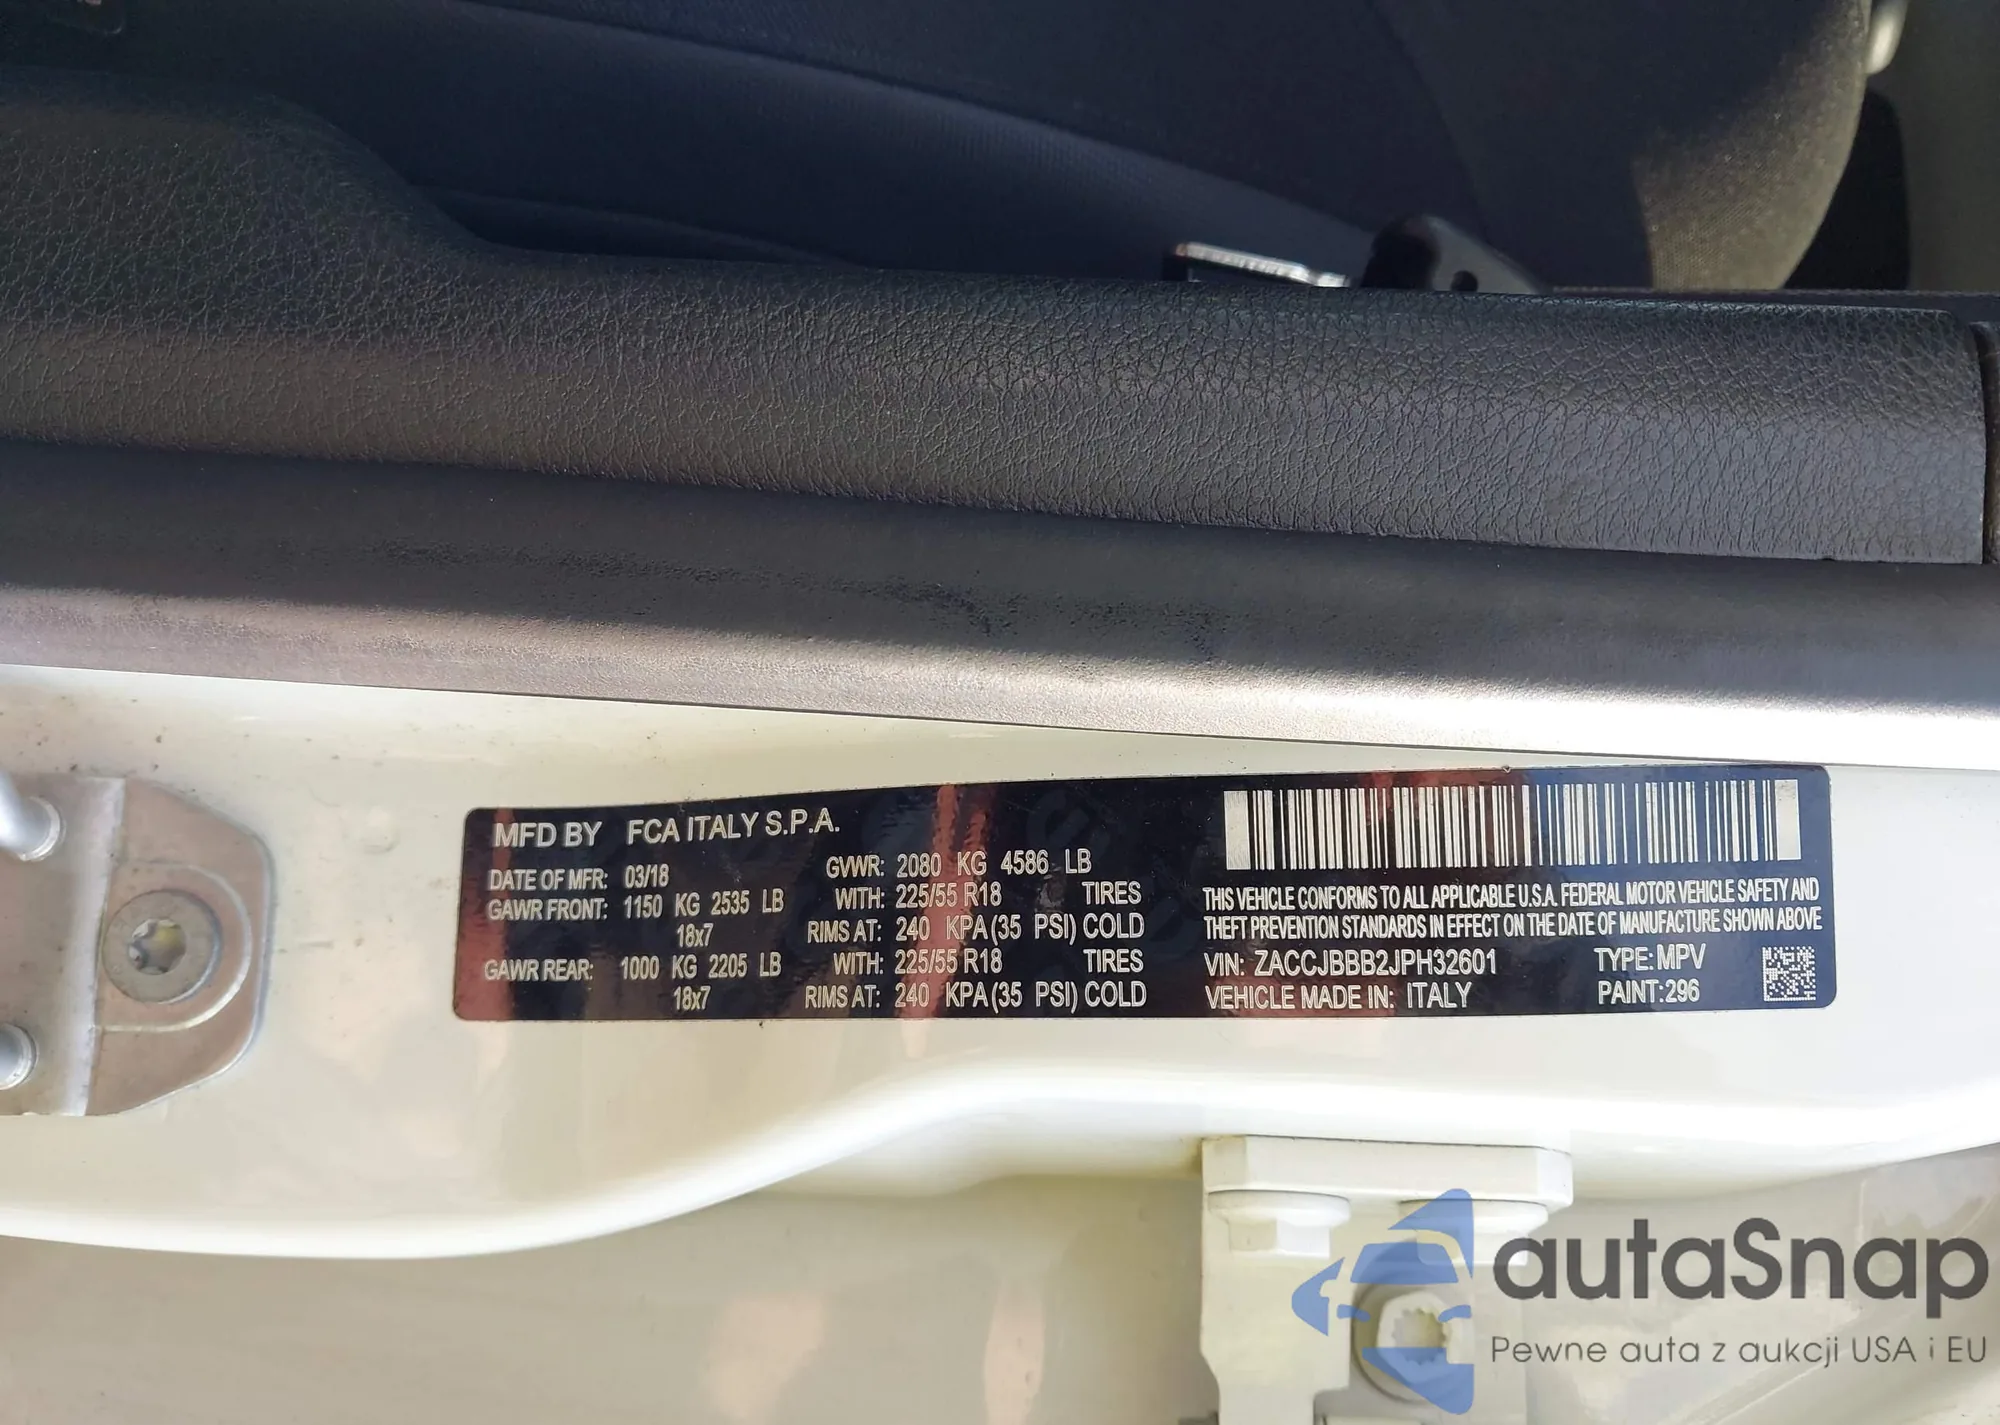 MFD BY FCA ITALY S.P.A.
DATE OF MFR: 03/18 GVWR: 2080 KG 4586 LB
GAWR FRONT: 1150 KG 2535 LB WITH: 225/55 R18 TIRES
18x7 RIMS AT: 240 KPA(35 PSI) COLD
GAWR REAR: 1000 KG 2205 LB WITH: 225/55 R18 TIRES
18x7 RIMS AT: 240 KPA(35 PSI) COLD
THIS VEHICLE CONFORMS TO ALL APPLICABLE U.S.A. FEDERAL MOTOR VEHICLE SAFETY AND
THEFT PREVENTION STANDARDS IN EFFECT ON THE DATE OF MANUFACTURE SHOWN ABOVE
VIN: ZACCJBBB2JPH32601 TYPE: MPV
VEHICLE MADE IN: ITALY PAINT: 296
autaSnap
Pewne auta z aukcji USA i EU